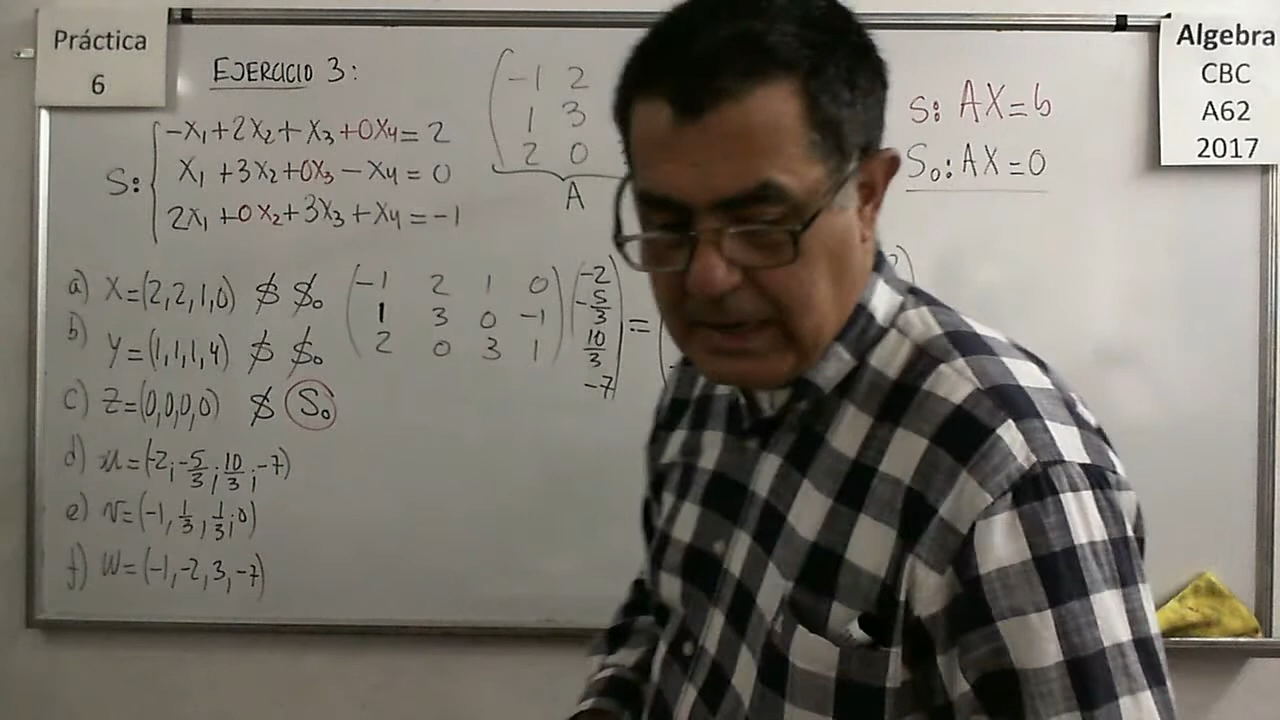 Práctica
6
EJERCICIO 3:
Algebra
CBC
A62
2017
S: { -X₁+2X₂+X₃+0X₄=2
X₁+3X₂+0X₃-X₄=0
2X₁+0X₂+3X₃+X₄=-1
-1 2
1 3
2 0
A
S: AX=b
S₀: AX=0
a) X=(2,2,1,0) $ $₀
b) y=(1,1,1,4) $ $₀
c) Z=(0,0,0,0) $ S₀
d) u=(-2;-5/3;10/3;-7)
e) v=(-1,1/3,1/3;0)
f) W=(-1,-2,3,-7)
(-1 2 1 0) (-2)
1 3 0 -1 -5/3 =
2 0 3 1 10/3
-7